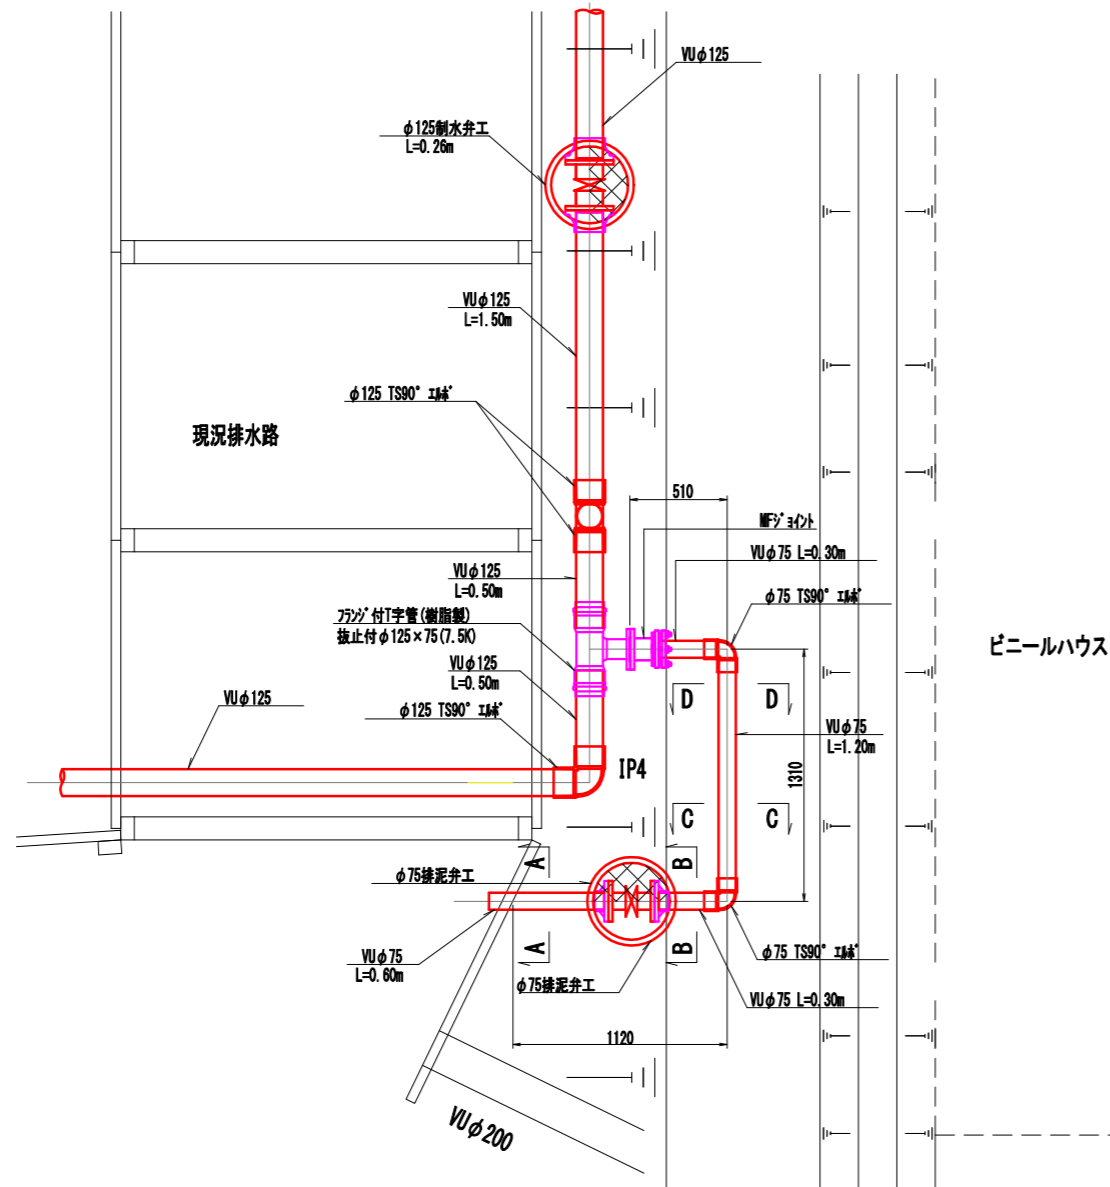 VUφ125
φ125制水弁工
L=0.26m
VUφ125
L=1.50m
φ125 TS90° ｴﾙﾎﾞ
現況排水路
510
MFｼﾞｮｲﾝﾄ
VUφ75 L=0.30m
VUφ125
L=0.50m
φ75 TS90° ｴﾙﾎﾞ
ﾌﾗﾝｼﾞ付T字管(樹脂製)
抜止付φ125×75(7.5K)
ビニールハウス
VUφ125
L=0.50m
D
D
VUφ125
φ125 TS90° ｴﾙﾎﾞ
VUφ75
L=1.20m
IP4
1310
C
C
A
B
φ75排泥弁工
A
B
VUφ75
L=0.60m
φ75 TS90° ｴﾙﾎﾞ
φ75排泥弁工
VUφ75 L=0.30m
1120
VUφ200